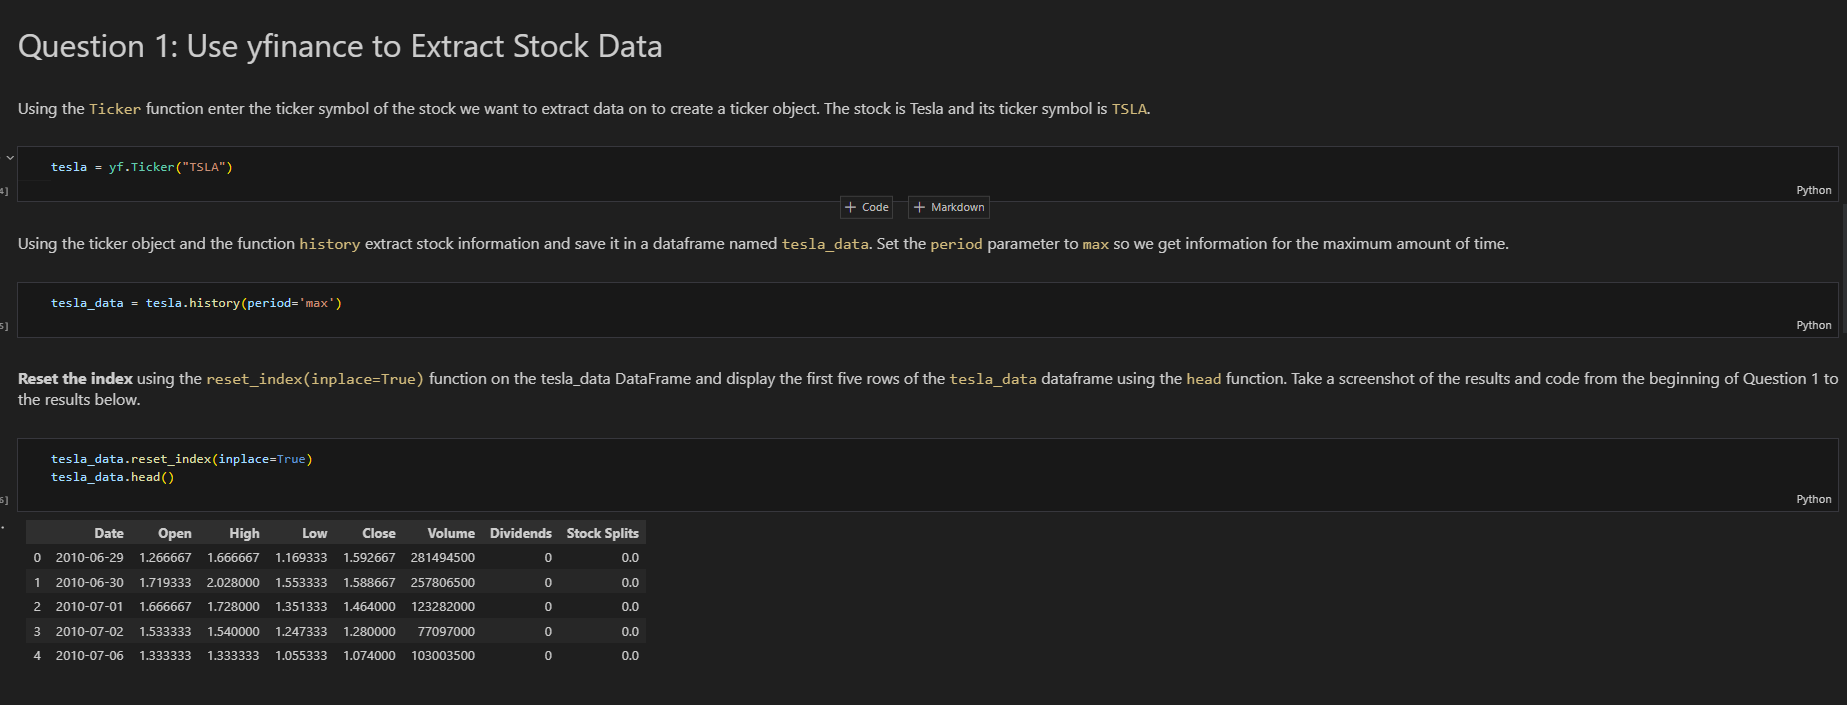 Question 1: Use yfinance to Extract Stock Data
Using the Ticker function enter the ticker symbol of the stock we want to extract data on to create a ticker object. The stock is Tesla and its ticker symbol is TSLA.
tesla = yf.Ticker("TSLA")
4]
Python
+ Code + Markdown
Using the ticker object and the function history extract stock information and save it in a dataframe named tesla_data. Set the period parameter to max so we get information for the maximum amount of time.
tesla_data = tesla.history(period='max')
5]
Python
Reset the index using the reset_index(inplace=True) function on the tesla_data DataFrame and display the first five rows of the tesla_data dataframe using the head function. Take a screenshot of the results and code from the beginning of Question 1 to
the results below.
tesla_data.reset_index(inplace=True)
tesla_data.head()
6]
Python
Date Open High Low Close Volume Dividends Stock Splits
0 2010-06-29 1.266667 1.666667 1.169333 1.592667 281494500 0 0.0
1 2010-06-30 1.719333 2.028000 1.553333 1.588667 257806500 0 0.0
2 2010-07-01 1.666667 1.728000 1.351333 1.464000 123282000 0 0.0
3 2010-07-02 1.533333 1.540000 1.247333 1.280000 77097000 0 0.0
4 2010-07-06 1.333333 1.333333 1.055333 1.074000 103003500 0 0.0